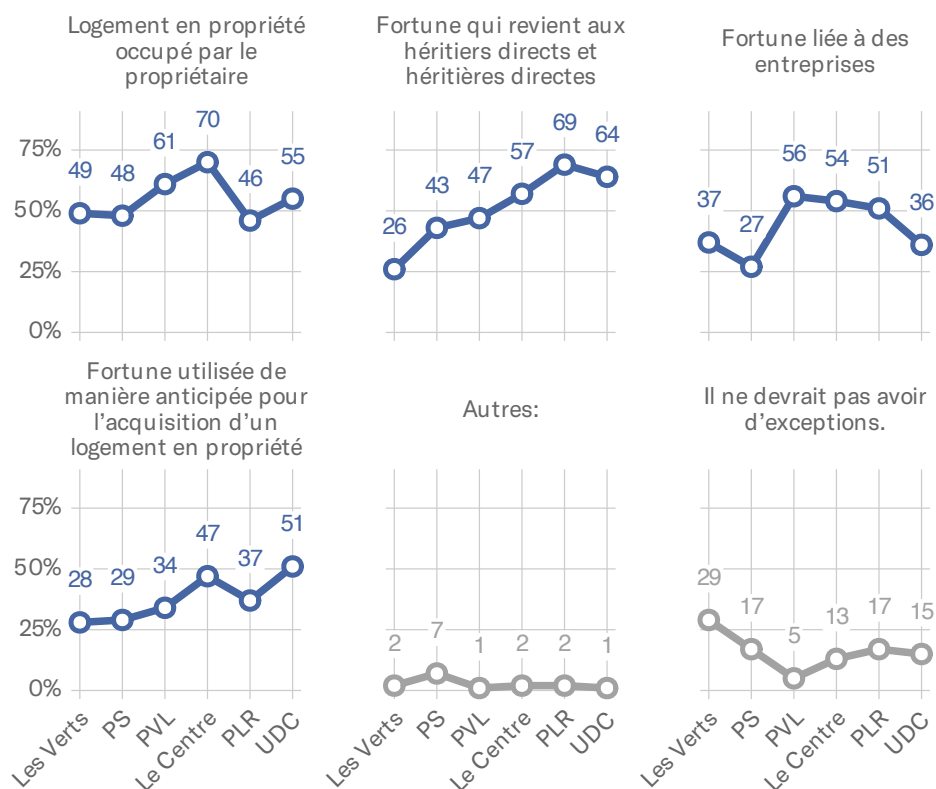 Logement en propriété
occupé par le
propriétaire
Fortune qui revient aux
héritiers directs et
héritières directes
Fortune liée à des
entreprises
75%
50%
25%
0%
49
48
61
70
46
55
26
43
47
57
69
64
37
27
56
54
51
36
Fortune utilisée de
manière anticipée pour
l'acquisition d'un
logement en propriété
Autres:
Il ne devrait pas avoir
d'exceptions.
75%
50%
25%
0%
28
29
34
47
37
51
2
7
1
2
2
1
29
17
5
13
17
15
Les Verts
PS
PVL
Le Centre
PLR
UDC
Les Verts
PS
PVL
Le Centre
PLR
UDC
Les Verts
PS
PVL
Le Centre
PLR
UDC